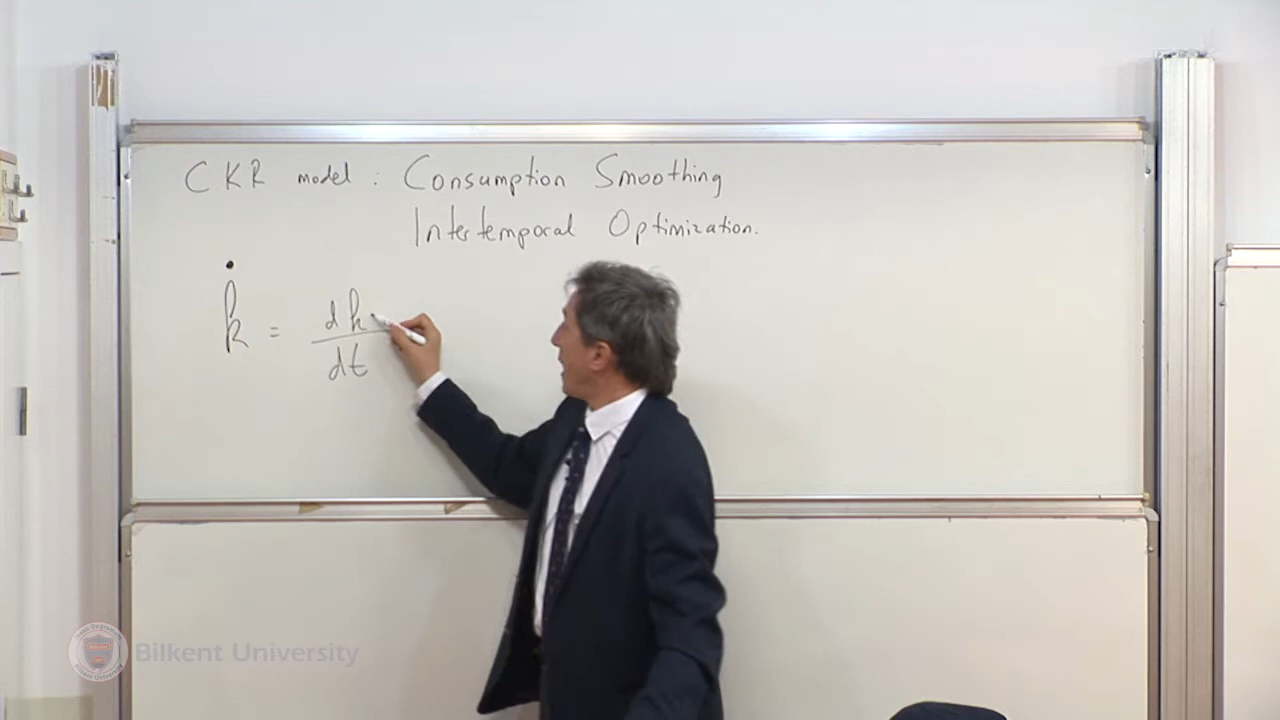 CKR model : Consumption Smoothing
Intertemporal Optimization.
k̇ = dk
dt
Bilkent University